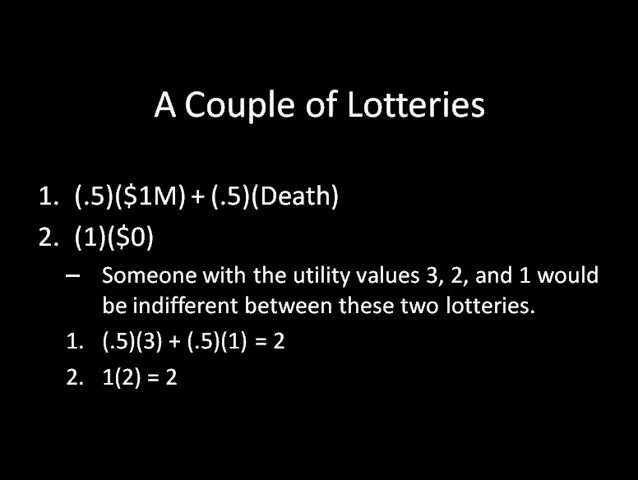 A Couple of Lotteries
1. (.5)($1M) + (.5)(Death)
2. (1)($0)
– Someone with the utility values 3, 2, and 1 would
be indifferent between these two lotteries.
1. (.5)(3) + (.5)(1) = 2
2. 1(2) = 2